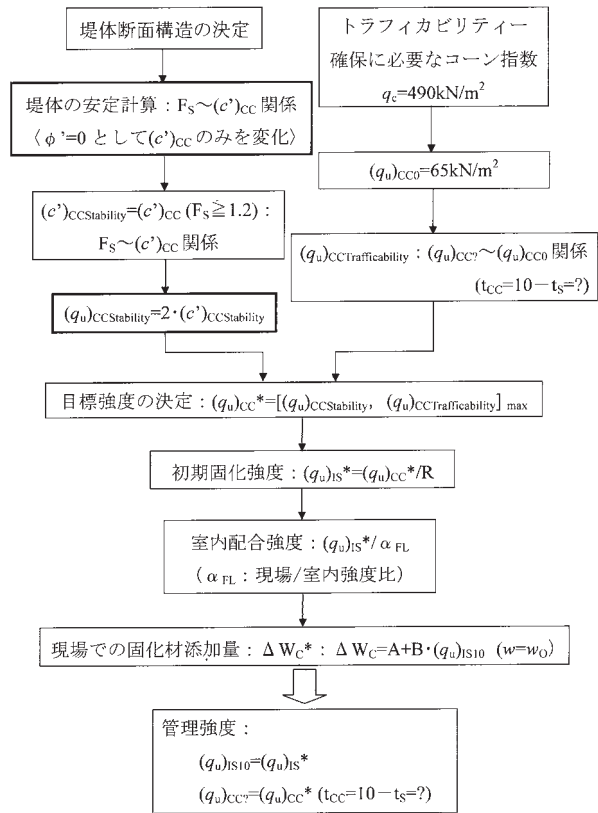 堤体断面構造の決定
堤体の安定計算：F_S～(c’)_CC 関係
〈φ’=0 として(c’)_CC のみを変化〉
(c’)_CCStability=(c’)_CC (F_S≧1.2)：
F_S～(c’)_CC 関係
(q_u)_CCStability=2・(c’)_CCStability
トラフィカビリティー
確保に必要なコーン指数
q_c=490kN/m²
(q_u)_CC0=65kN/m²
(q_u)_CCTrafficability：(q_u)_CC?～(q_u)_CC0 関係
(t_CC=10－t_S=?)
目標強度の決定：(q_u)_CC*=[(q_u)_CCStability, (q_u)_CCTrafficability]_max
初期固化強度：(q_u)_IS*=(q_u)_CC*/R
室内配合強度：(q_u)_IS*/α_FL
（α_FL：現場/室内強度比）
現場での固化材添加量：ΔW_C*：ΔW_C=A+B・(q_u)_IS10 (w=w_O)
管理強度：
(q_u)_IS10=(q_u)_IS*
(q_u)_CC?=(q_u)_CC* (t_CC=10－t_S=?)